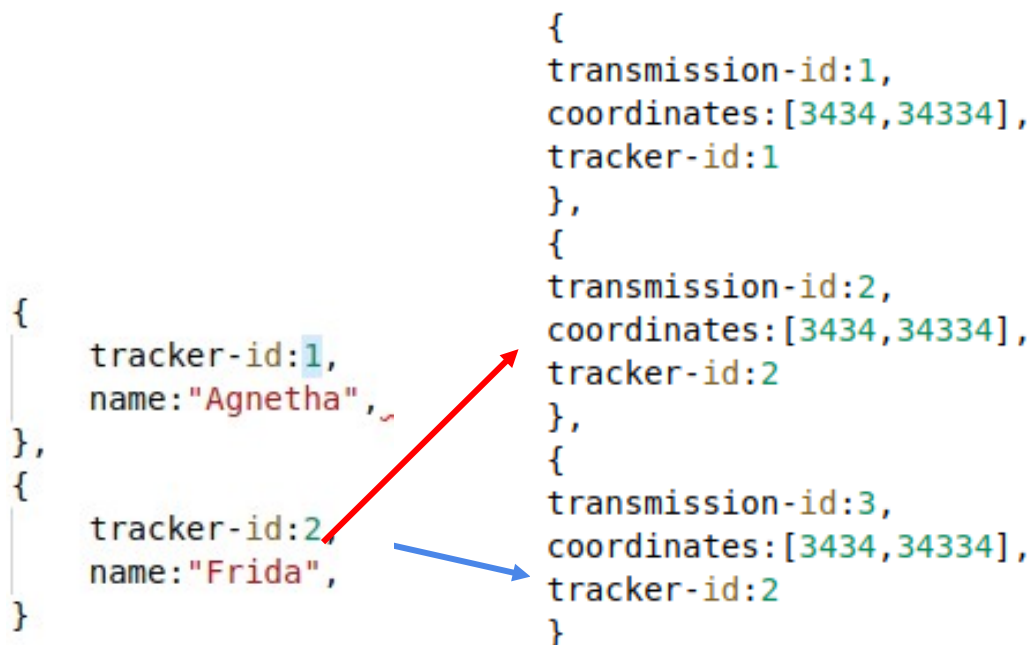 {
tracker-id:1,
name:"Agnetha",
},
{
tracker-id:2,
name:"Frida",
}
{
transmission-id:1,
coordinates:[3434,34334],
tracker-id:1
},
{
transmission-id:2,
coordinates:[3434,34334],
tracker-id:2
},
{
transmission-id:3,
coordinates:[3434,34334],
tracker-id:2
}